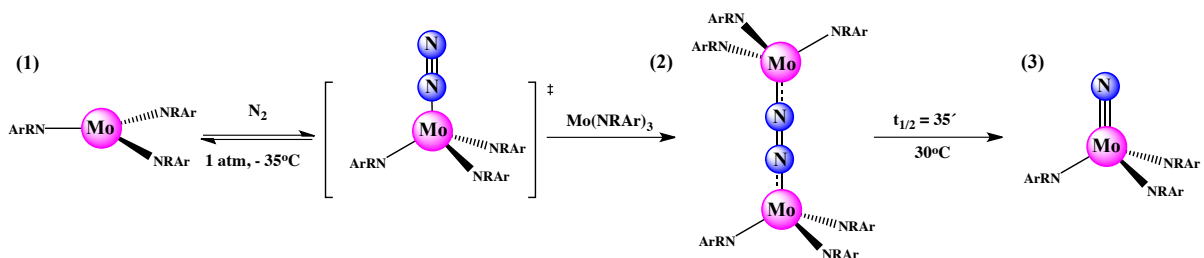 (1)
ArRN
Mo
NRAr
NRAr
N2
1 atm, - 35ºC
N
N
Mo
ArRN
NRAr
NRAr
‡
Mo(NRAr)3
(2)
ArRN
ArRN
NRAr
Mo
N
N
Mo
ArRN
NRAr
NRAr
t1/2 = 35´
30ºC
(3)
N
Mo
ArRN
NRAr
NRAr